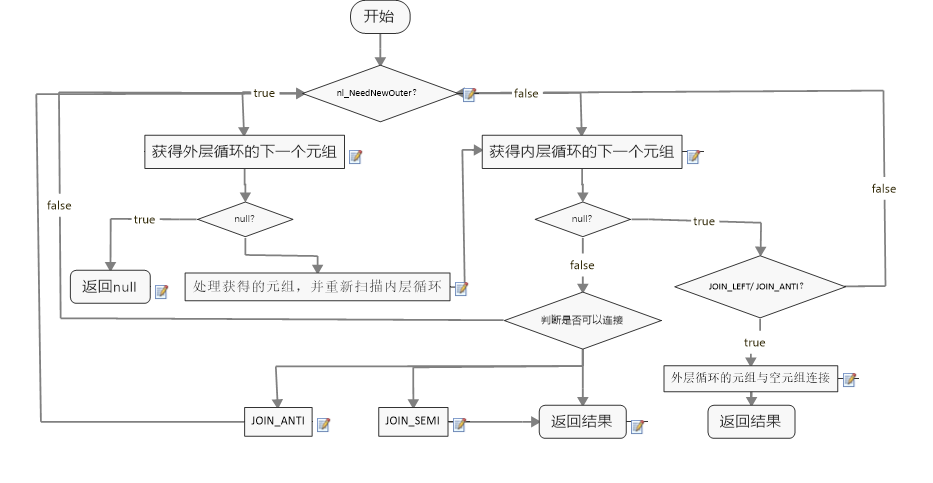 开始
nl_NeedNewOuter?
true
false
获得外层循环的下一个元组
获得内层循环的下一个元组
false
false
null?
null?
true
true
false
返回null
处理获得的元组，并重新扫描内层循环
JOIN_LEFT/ JOIN_ANTI?
判断是否可以连接
true
外层循环的元组与空元组连接
JOIN_ANTI
JOIN_SEMI
返回结果
返回结果